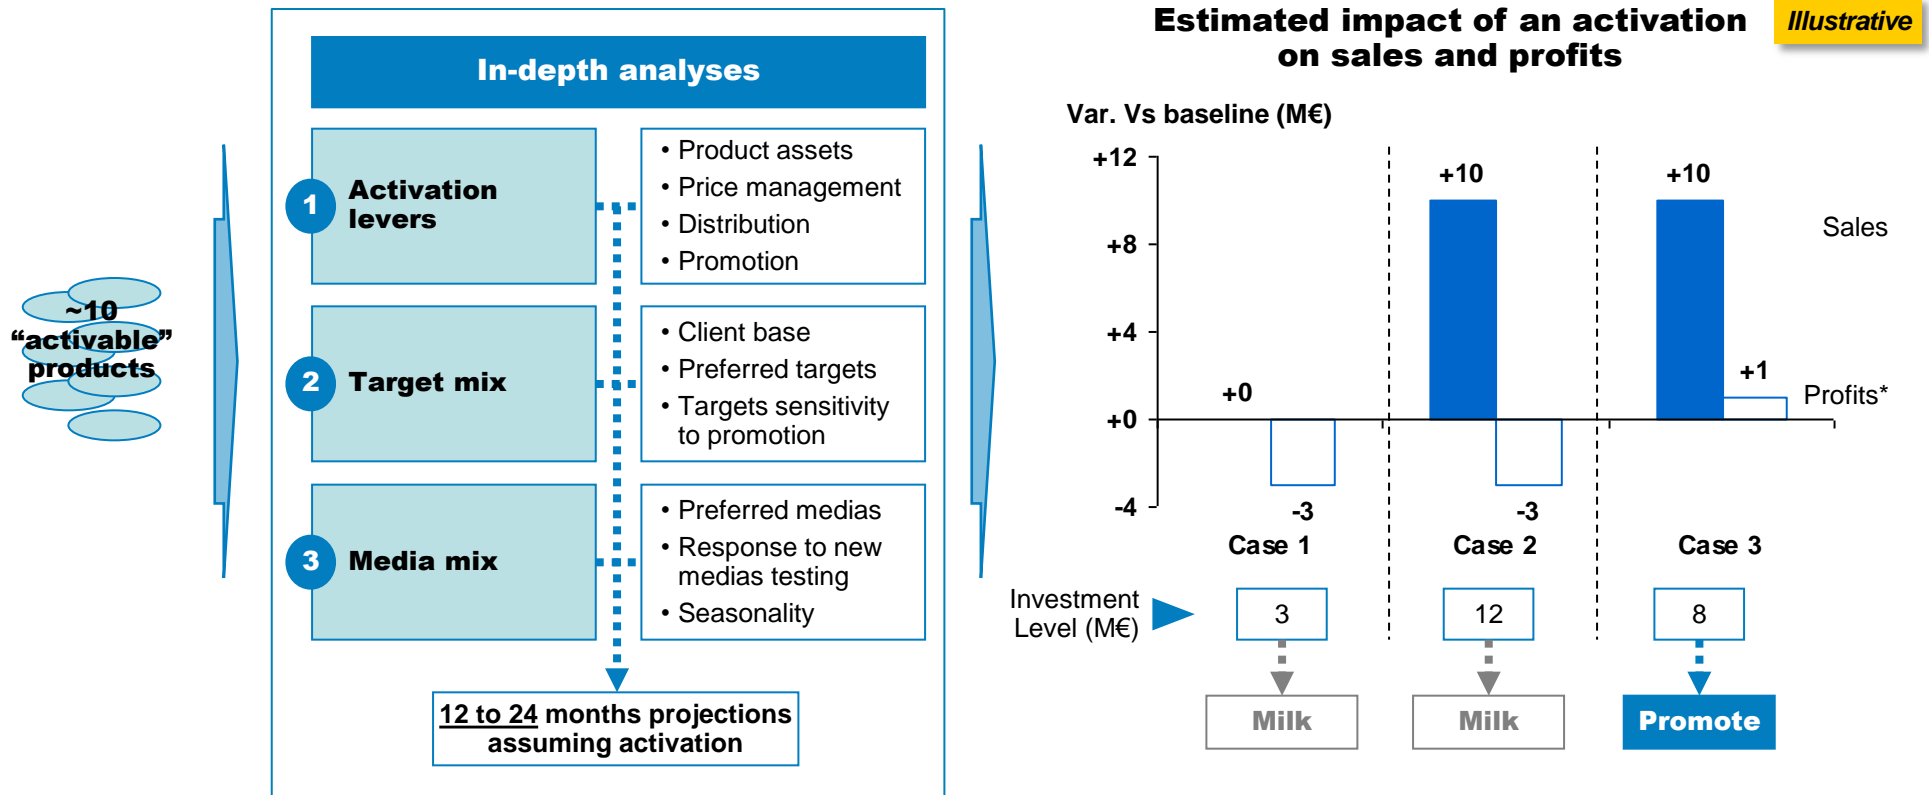 ~10
“activable”
products
In-depth analyses
1
Activation
levers
• Product assets
• Price management
• Distribution
• Promotion
2
Target mix
• Client base
• Preferred targets
• Targets sensitivity
to promotion
3
Media mix
• Preferred medias
• Response to new
medias testing
• Seasonality
12 to 24 months projections
assuming activation
Estimated impact of an activation
on sales and profits
Illustrative
Var. Vs baseline (M€)
+12
+8
+4
+0
-4
+0
-3
+10
-3
+10
+1
Sales
Profits*
Case 1
Case 2
Case 3
Investment
Level (M€)
3
12
8
Milk
Milk
Promote